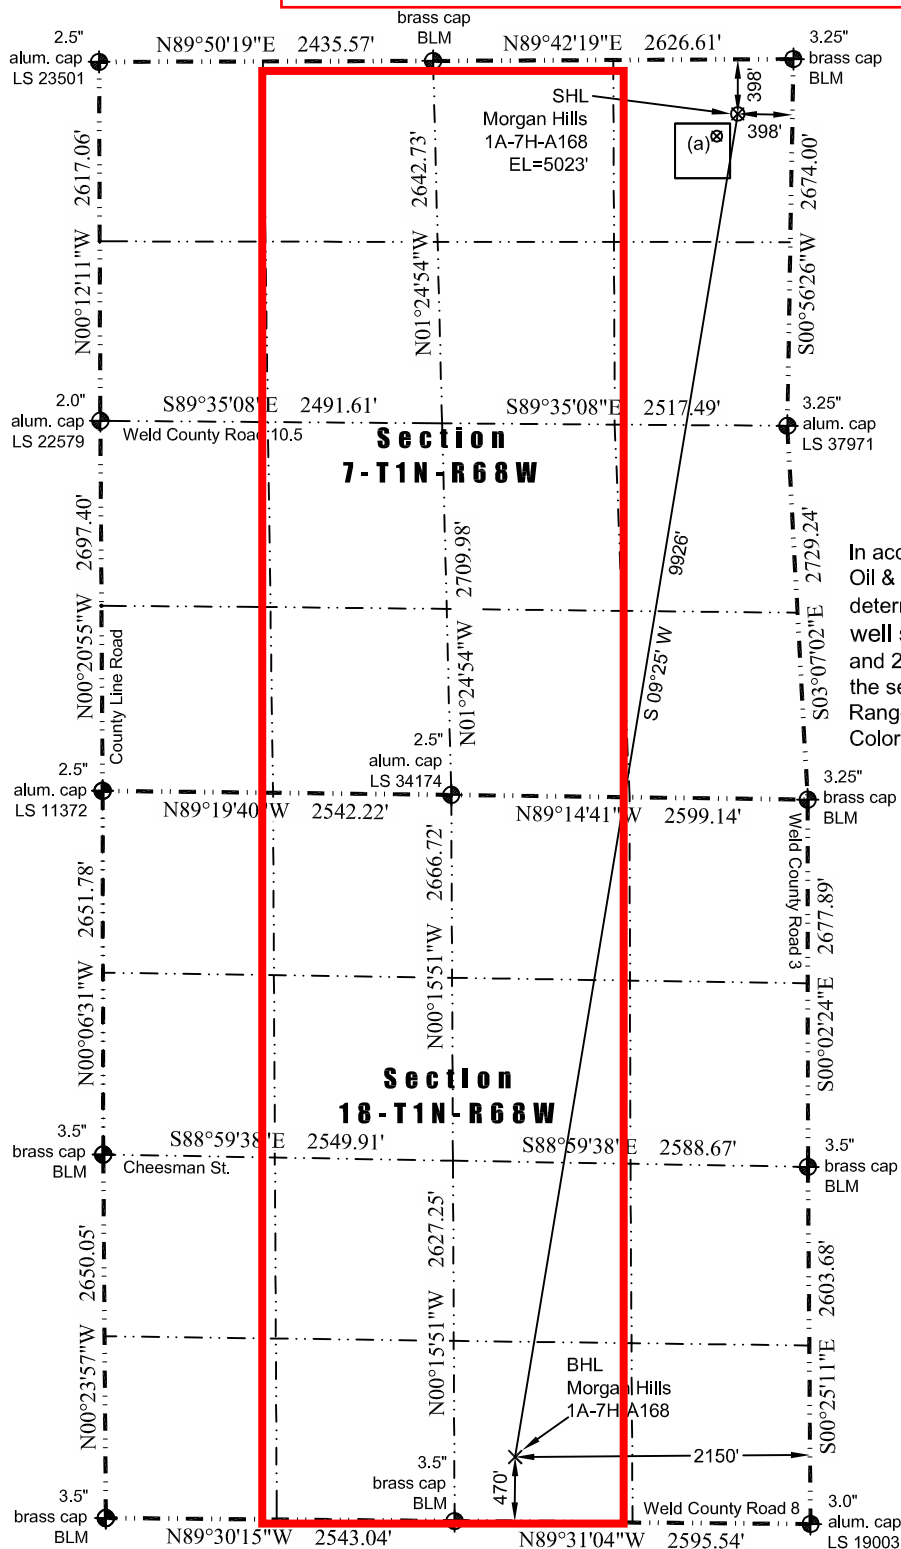 brass cap
BLM
2.5"
alum. cap
LS 23501
N89°50'19"E 2435.57'
N89°42'19"E 2626.61'
3.25"
brass cap
BLM
398'
398'
SHL
Morgan Hills
1A-7H-A168
EL=5023'
(a)
2617.06'
N00°12'11"W
2642.73'
N01°24'54"W
2674.00'
S00°56'26"W
2.0"
alum. cap
LS 22579
S89°35'08"E 2491.61'
S89°35'08"E 2517.49'
Weld County Road 10.5
3.25"
alum. cap
LS 37971
Section
7-T1N-R68W
2697.40'
N00°20'55"W
County Line Road
2709.98'
N01°24'54"W
9926'
S 09°25' W
2729.24'
S03°07'02"E
In acc
Oil &
deter
well s
and 2
the se
Rang
Color
2.5"
alum. cap
LS 34174
2.5"
alum. cap
LS 11372
N89°19'40"W 2542.22'
N89°14'41"W 2599.14'
3.25"
brass cap
BLM
Weld County Road 3
2651.78'
N00°06'31"W
2666.72'
N00°15'51"W
2677.89'
S00°02'24"E
Section
18-T1N-R68W
3.5"
brass cap
BLM
S88°59'38"E 2549.91'
S88°59'38"E 2588.67'
Cheesman St.
3.5"
brass cap
BLM
2650.05'
N00°23'57"W
2627.25'
N00°15'51"W
2603.68'
S00°25'11"E
BHL
Morgan Hills
1A-7H-A168
2150'
470'
3.5"
brass cap
BLM
3.5"
brass cap
BLM
Weld County Road 8
N89°30'15"W 2543.04'
N89°31'04"W 2595.54'
3.0"
alum. cap
LS 19003